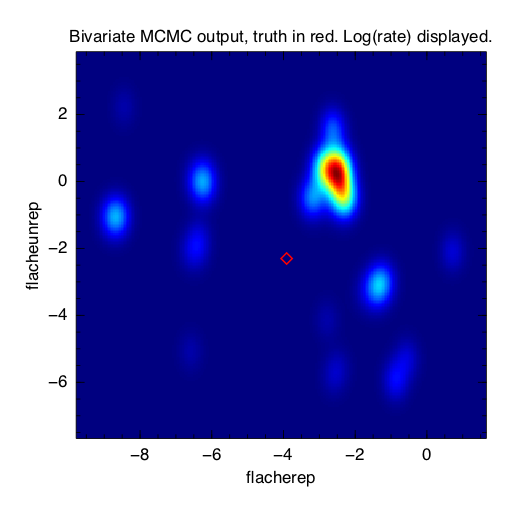 Bivariate MCMC output, truth in red. Log(rate) displayed.
2
0
−2
−4
−6
flacheunrep
−8 −6 −4 −2 0
flacherep